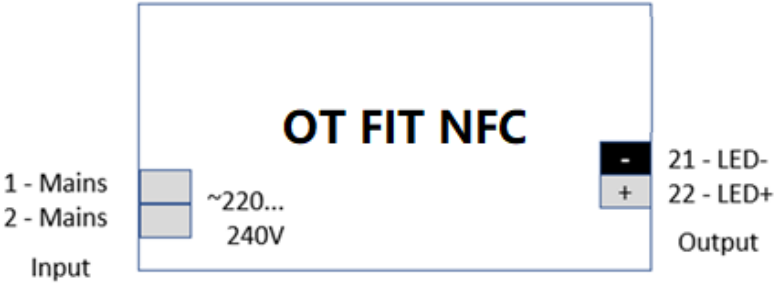 OT FIT NFC
1 - Mains
2 - Mains
Input
~220...
240V
- 21 - LED-
+ 22 - LED+
Output